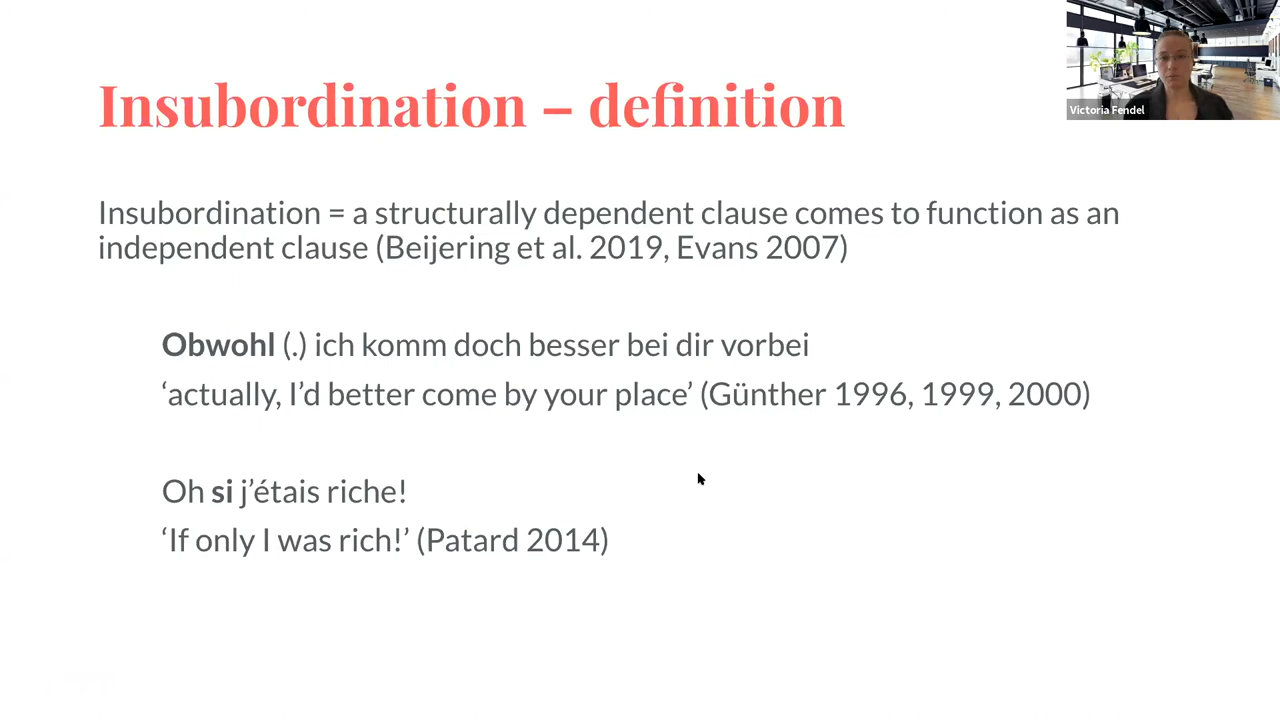 Insubordination – definition
Victoria Fendel
Insubordination = a structurally dependent clause comes to function as an
independent clause (Beijering et al. 2019, Evans 2007)
Obwohl (.) ich komm doch besser bei dir vorbei
‘actually, I’d better come by your place’ (Günther 1996, 1999, 2000)
Oh si j’étais riche!
‘If only I was rich!’ (Patard 2014)